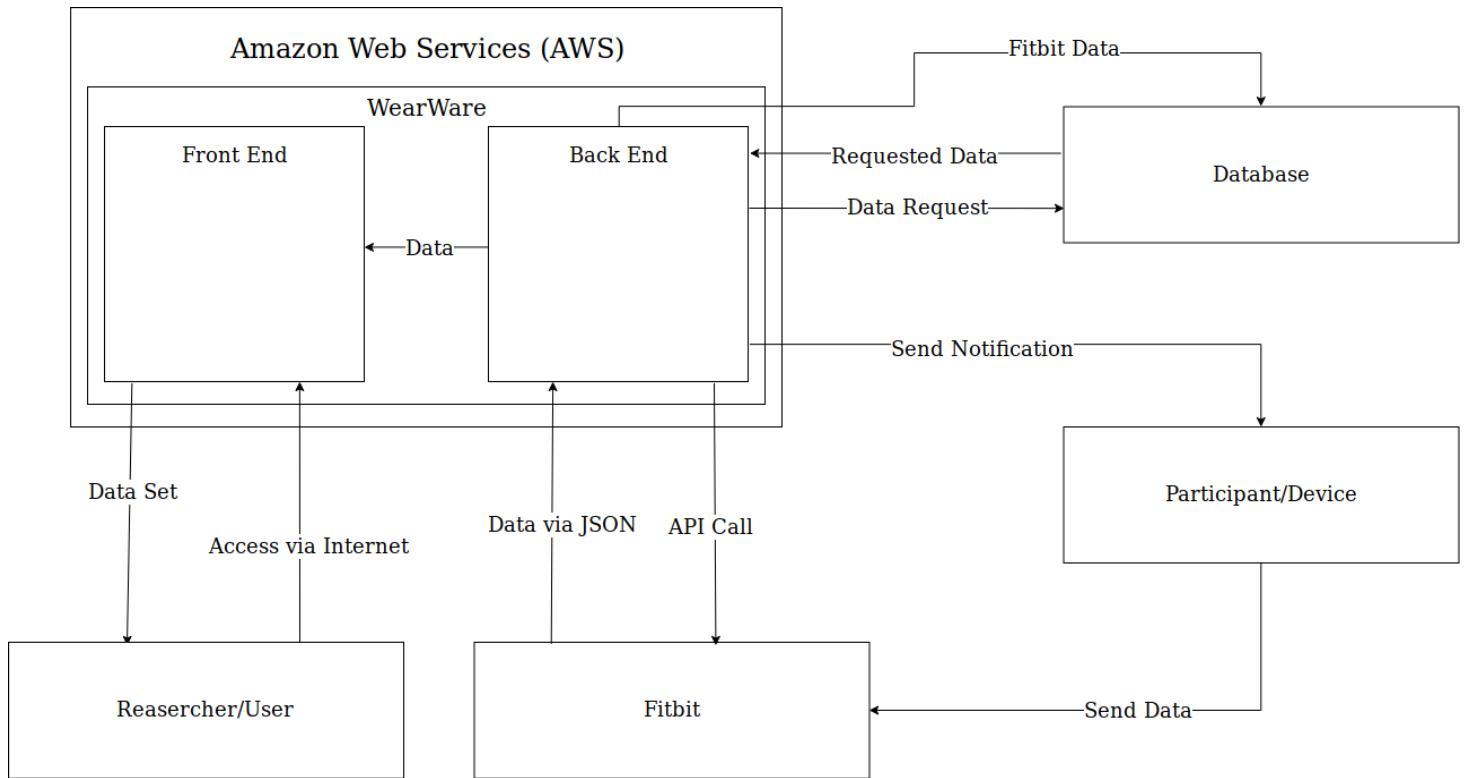 Amazon Web Services (AWS)
Fitbit Data
WearWare
Front End
Back End
Requested Data
Database
Data Request
Data
Send Notification
Data Set
Participant/Device
Data via JSON
API Call
Access via Internet
Reasercher/User
Fitbit
Send Data